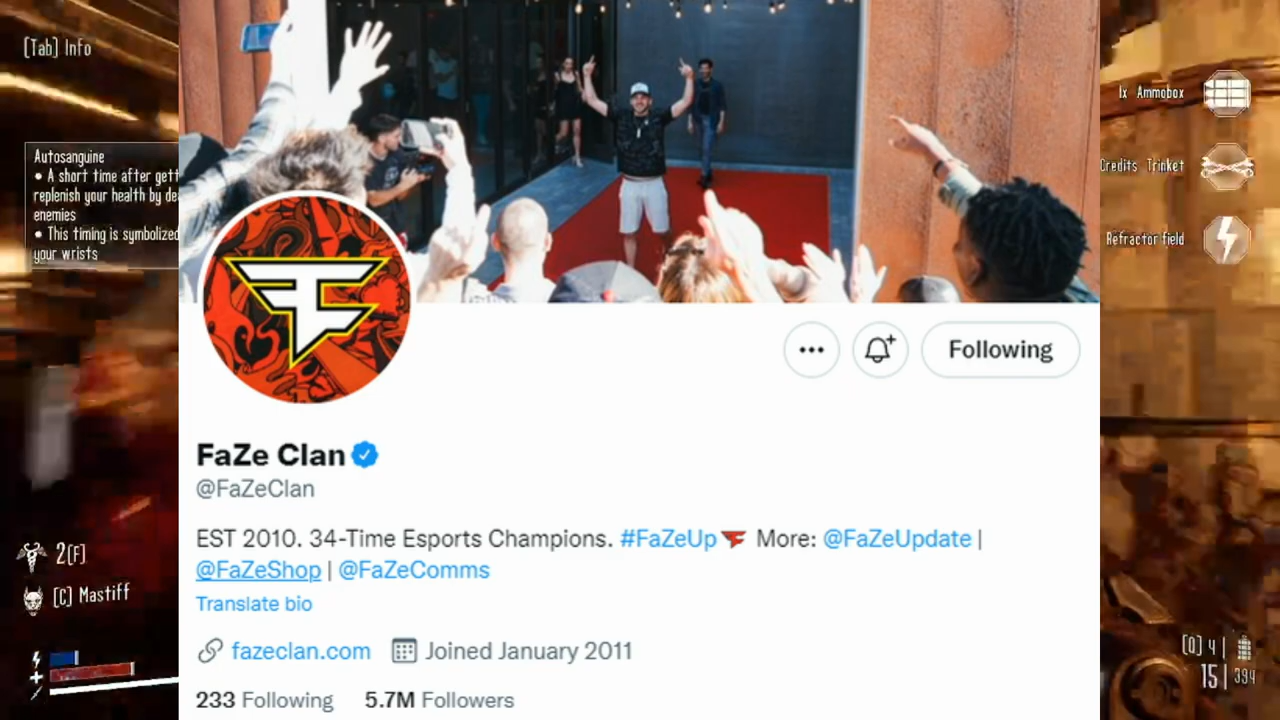 [Tab] Info
Autosanguine
• A short time after gett
replenish your health by de
enemies
• This timing is symbolized
your wrists
2[F]
[C] Mastiff
1x Ammobox
Credits Trinket
Refractor field
[0] 4
15 | 394
Following
FaZe Clan
@FaZeClan
EST 2010. 34-Time Esports Champions. #FaZeUp More: @FaZeUpdate |
@FaZeShop | @FaZeComms
Translate bio
fazeclan.com Joined January 2011
233 Following 5.7M Followers